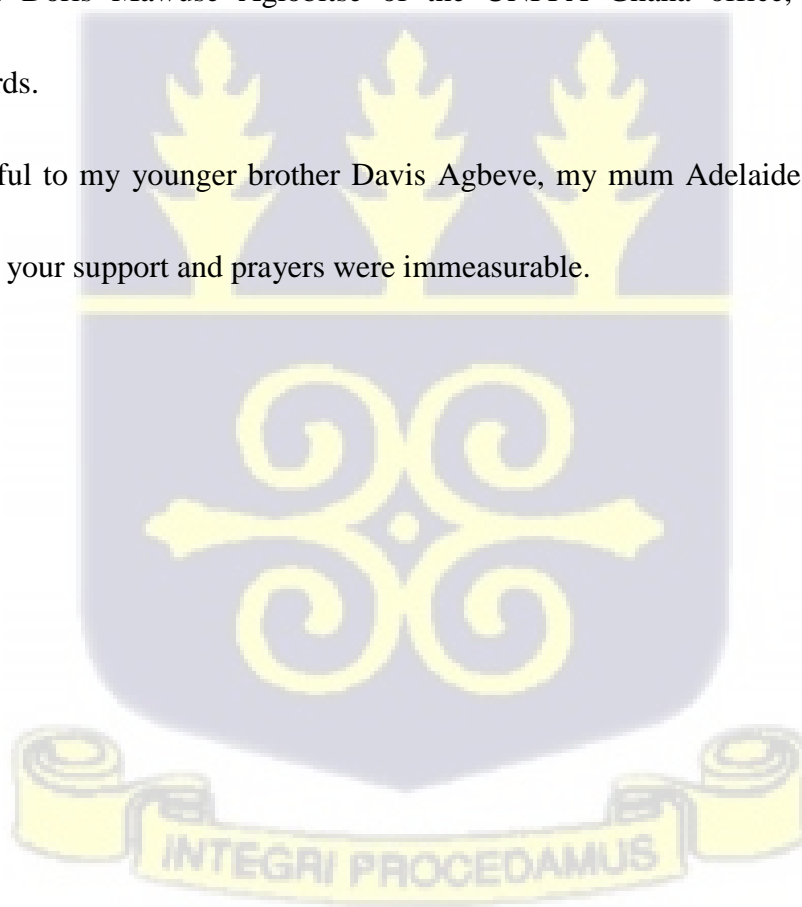 Doris Mawuse Aglobitse of the UNFPA Ghana office,
rds.
ful to my younger brother Davis Agbeve, my mum Adelaide
your support and prayers were immeasurable.
INTEGRI PROCEDAMUS